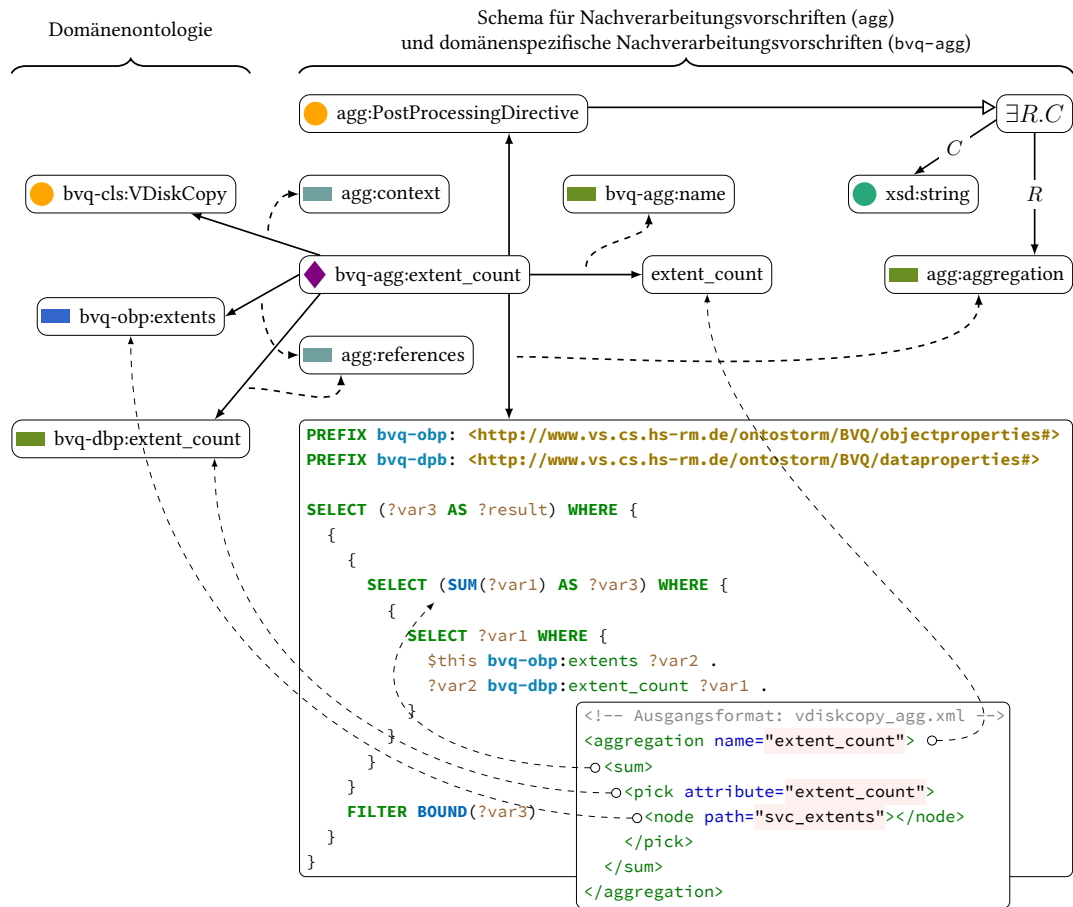 Domänenontologie
Schema für Nachverarbeitungsvorschriften (agg)
und domänenspezifische Nachverarbeitungsvorschriften (bvq-agg)
agg:PostProcessingDirective
∃R.C
C
bvq-cls:VDiskCopy
agg:context
bvq-agg:name
xsd:string
R
bvq-agg:extent_count
extent_count
agg:aggregation
bvq-obp:extents
agg:references
bvq-dbp:extent_count
PREFIX bvq-obp: <http://www.vs.cs.hs-rm.de/ontostorm/BVQ/objectproperties#>
PREFIX bvq-dpb: <http://www.vs.cs.hs-rm.de/ontostorm/BVQ/dataproperties#>
SELECT (?var3 AS ?result) WHERE {
{
{
SELECT (SUM(?var1) AS ?var3) WHERE {
{
SELECT ?var1 WHERE {
$this bvq-obp:extents ?var2 .
?var2 bvq-dbp:extent_count ?var1 .
}
}
}
}
FILTER BOUND(?var3)
}
}
<!-- Ausgangsformat: vdiskcopy_agg.xml -->
<aggregation name="extent_count">
<sum>
<pick attribute="extent_count">
<node path="svc_extents"></node>
</pick>
</sum>
</aggregation>